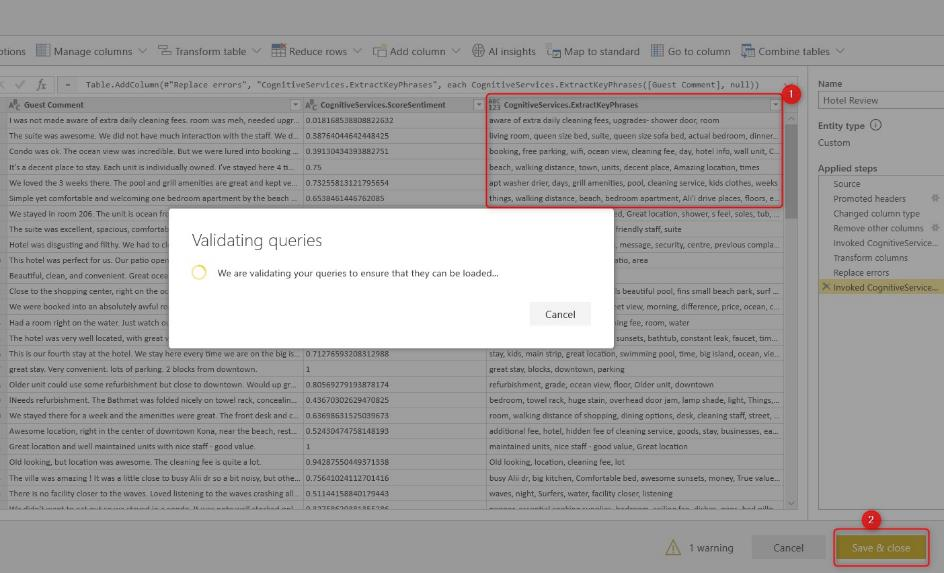 ptions Manage columns Transform table Reduce rows Add column AI insights Map to standard Go to column Combine tables
fx = Table.AddColumn(#"Replace errors", "CognitiveServices.ExtractKeyPhrases", each CognitiveServices.ExtractKeyPhrases([Guest Comment], null))
1
Name
Hotel Review
Entity type
Custom
Applied steps
Source
Promoted headers
Changed column type
Remove other columns
Invoked CognitiveService...
Transform columns
Replace errors
Invoked CognitiveService...
Guest Comment CognitiveServices.ScoreSentiment ABC 123 CognitiveServices.ExtractKeyPhrases
I was not made aware of extra daily cleaning fees. room was meh, needed upgr... 0.018168538808822632 aware of extra daily cleaning fees, upgrades- shower door, room
The suite was awesome. We did not have much interaction with the staff. We d... 0.58764044642448425 living room, queen size bed, suite, queen size sofa bed, actual bedroom, dinner...
Condo was ok. The ocean view was incredible. But we were lured into booking ... 0.39130434393882751 booking, free parking, wifi, ocean view, cleaning fee, day, hotel info, wall unit, C...
It's a decent place to stay. Each unit is individually owned. I've stayed here 4 ti... 0.75 beach, walking distance, town, units, decent place, Amazing location, times
We loved the 3 weeks there. The pool and grill amenities are great and kept ve... 0.73255813121795654 apt washer drier, days, grill amenities, pool, cleaning service, kids clothes, weeks
Simple yet comfortable and welcoming one bedroom apartment by the beach ... 0.6538461446762085 things, walking distance, beach, bedroom apartment, Ali'i drive places, floors, e...
We stayed in room 206. The unit is ocean fr ed, Great location, shower, s feel, soles, tub, ...
The suite was excellent, spacious, comfortab friendly staff, suite
Hotel was disgusting and filthy. We had to cl , message, security, centre, previous compla...
This hotel was perfect for us. Our patio open atio, area
Beautiful, clean, and convenient. Great ocea
Close to the shopping center, right on the oc ls beautiful pool, fins small beach park, surf ...
We were booked into an absolutely awful ro et view, morning, difference, price, ocean, c...
Had a room right on the water. Just watch ou ing fee, room, water
The hotel was very well located, with great v sunsets, bathtub, constant leak, faucet, tim...
This is our fourth stay at the hotel. We stay here every time we are on the big is... 0.71276593208312988 stay, kids, main strip, great location, swimming pool, time, big island, ocean, vie...
great stay. Very convenient. lots of parking. 2 blocks from downtown. 1 great stay, blocks, downtown, parking
Older unit could use some refurbishment but close to downtown. Would up gr... 0.80569279193878174 refurbishment, grade, ocean view, floor, Older unit, downtown
INeeds refurbishment. The Bathmat was folded nicely on towel rack, concealin... 0.43670302629470825 bedroom, towel rack, huge stain, overhead door jam, lamp shade, light, Things,...
We stayed there for a week and the amenities were great. The front desk and c... 0.63698631525039673 room, walking distance of shopping, dining options, desk, cleaning staff, street, ...
Awesome location, right in the center of downtown Kona, near the beach, rest... 0.52430474758148193 additional fee, hotel, hidden fee of cleaning service, goods, stay, businesses, ea...
Great location and well maintained units with nice staff - good value. 1 maintained units, nice staff - good value, Great location
Old looking, but location was awesome. The cleaning fee is quite a lot. 0.94287550449371338 Old looking, location, cleaning fee, lot
The villa was amazing ! It was a little close to busy Alii dr so a bit noisy, but othe... 0.75641024112701416 busy Alii dr, big kitchen, Comfortable bed, awesome sunsets, money, True value...
There is no facility closer to the waves. Loved listening to the waves crashing all... 0.51144158840179443 waves, night, Surfers, water, facility closer, listening
Validating queries
We are validating your queries to ensure that they can be loaded...
Cancel
2
1 warning Cancel Save & close